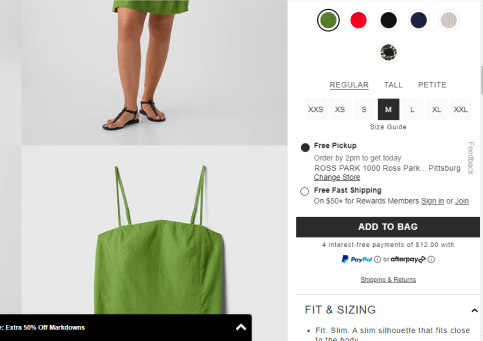 REGULAR TALL PETITE
XXS XS S M L XL XXL
Size Guide
Free Pickup
Order by 2pm to get today
ROSS PARK 1000 Ross Park... Pittsburg
Change Store
Free Fast Shipping
On $50+ for Rewards Members Sign in or Join
Feedback
ADD TO BAG
4 interest-free payments of $12.00 with
PayPal or afterpay
Shipping & Returns
FIT & SIZING
• Fit: Slim. A slim silhouette that fits close
to the body.
e: Extra 50% Off Markdowns